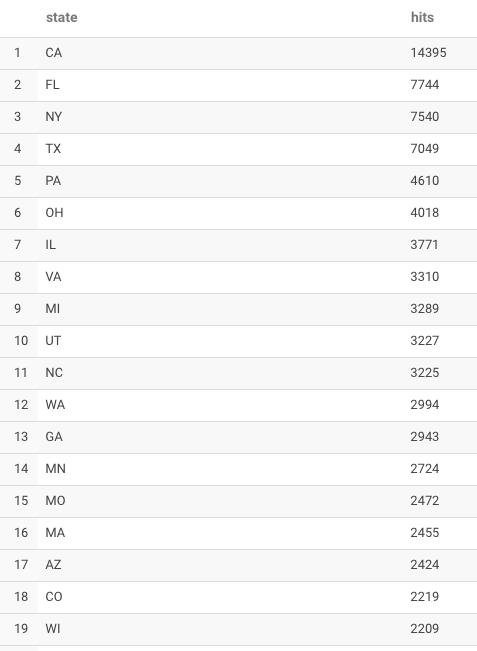 state hits
1 CA 14395
2 FL 7744
3 NY 7540
4 TX 7049
5 PA 4610
6 OH 4018
7 IL 3771
8 VA 3310
9 MI 3289
10 UT 3227
11 NC 3225
12 WA 2994
13 GA 2943
14 MN 2724
15 MO 2472
16 MA 2455
17 AZ 2424
18 CO 2219
19 WI 2209